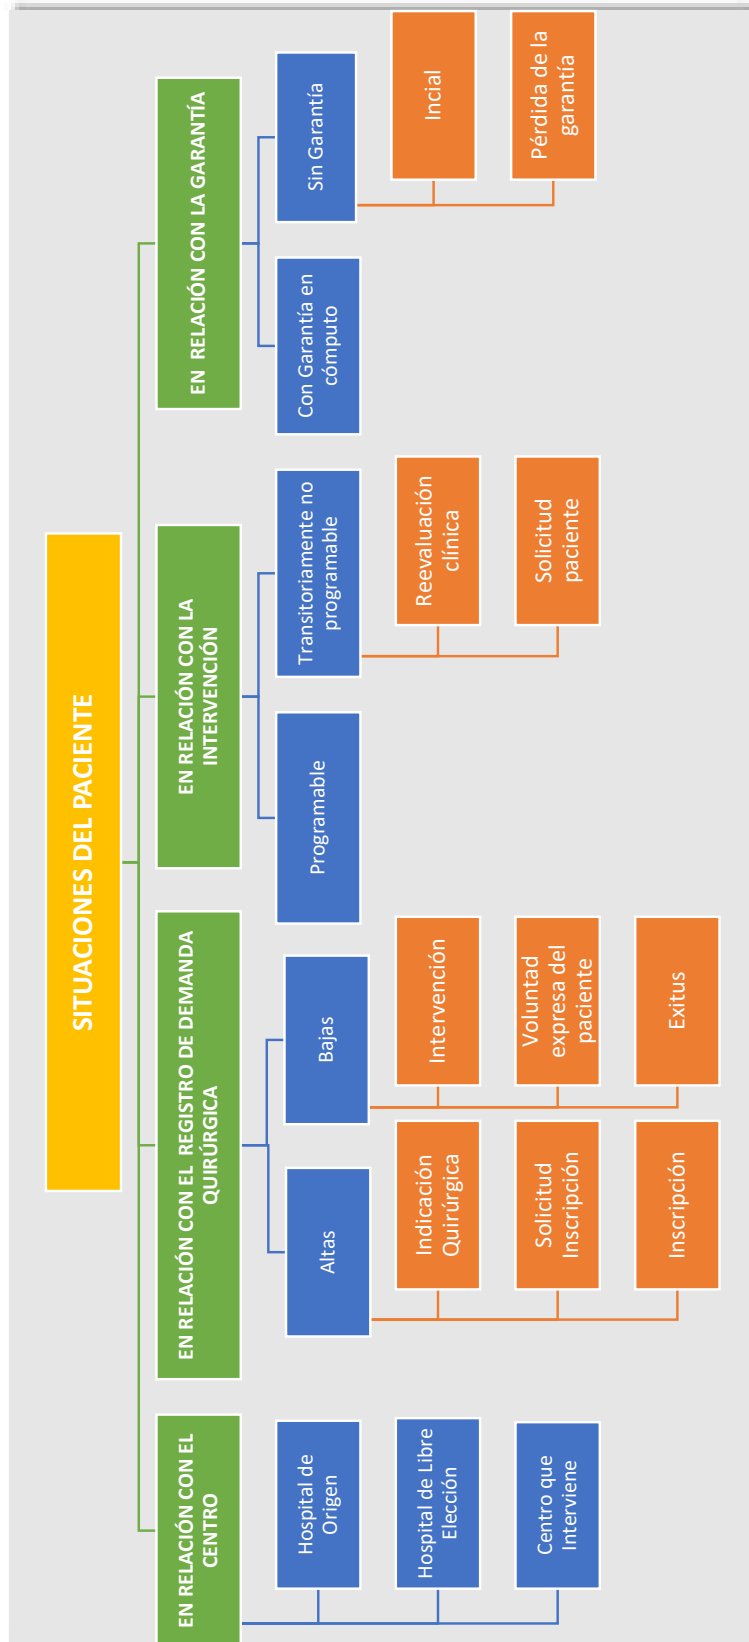 SITUACIONES DEL PACIENTE
EN RELACIÓN CON EL
CENTRO
Hospital de
Origen
Hospital de Libre
Elección
Centro que
Interviene
EN RELACIÓN CON EL REGISTRO DE DEMANDA
QUIRÚRGICA
Altas
Indicación
Quirúrgica
Solicitud
Inscripción
Inscripción
Bajas
Intervención
Voluntad
expresa del
paciente
Exitus
EN RELACIÓN CON LA
INTERVENCIÓN
Programable
Transitoriamente no
programable
Reevaluación
clínica
Solicitud
paciente
EN RELACIÓN CON LA GARANTÍA
Con Garantía en
cómputo
Sin Garantía
Incial
Pérdida de la
garantía